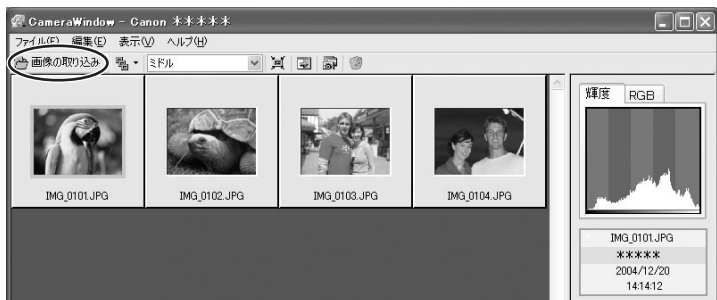 CameraWindow - Canon *****
ファイル(F) 編集(E) 表示(V) ヘルプ(H)
画像の取り込み ミドル
輝度 RGB
IMG_0101.JPG IMG_0102.JPG IMG_0103.JPG IMG_0104.JPG
IMG_0101.JPG
*****
2004/12/20
14:14:12